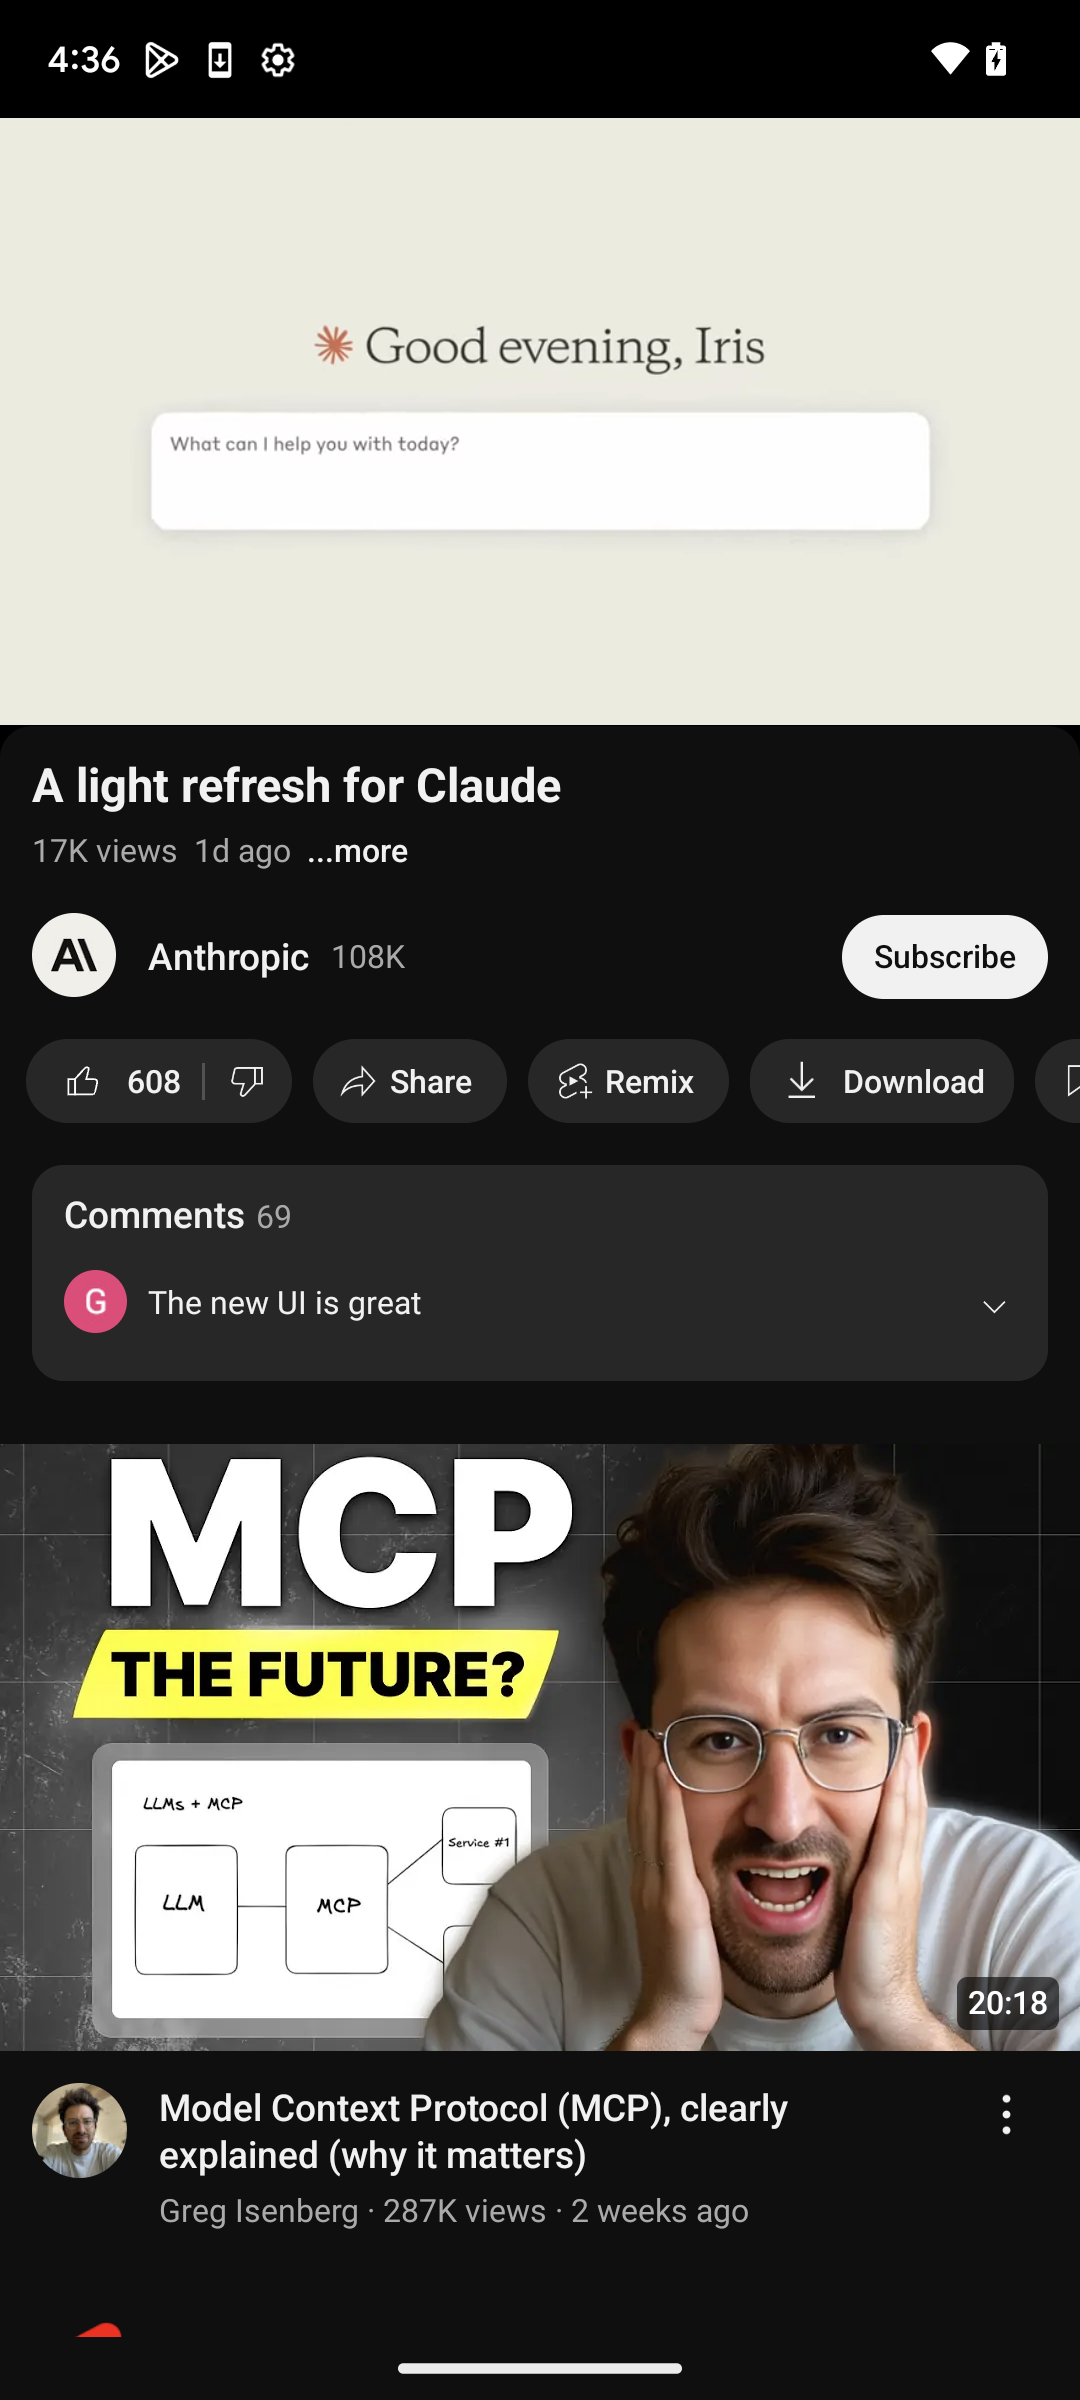 4:36
Good evening, Iris
What can I help you with today?
A light refresh for Claude
17K views 1d ago ...more
Anthropic 108K
Subscribe
608
Share
Remix
Download
Comments 69
G
The new UI is great
MCP
THE FUTURE?
LLMs + MCP
Service #1
LLM
MCP
20:18
Model Context Protocol (MCP), clearly
explained (why it matters)
Greg Isenberg · 287K views · 2 weeks ago